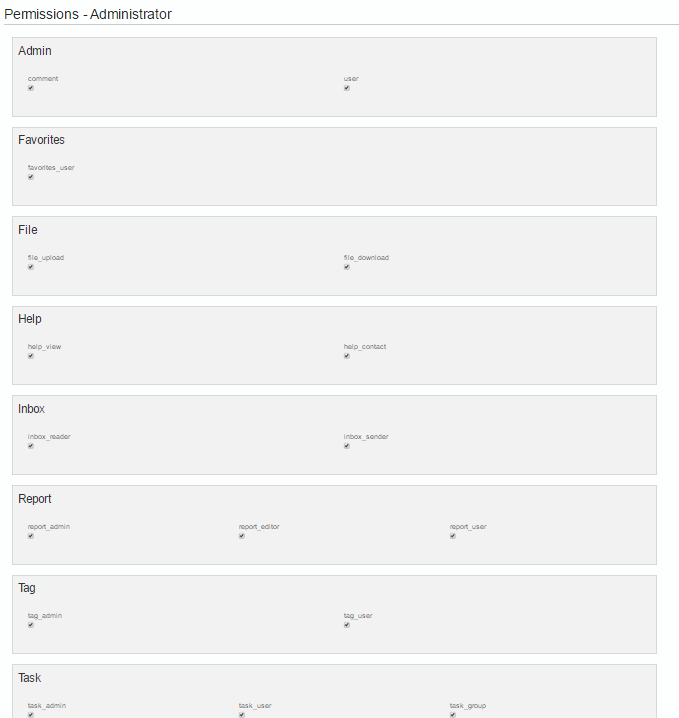 Permissions - Administrator
Admin
comment user
Favorites
favorites_user
File
file_upload file_download
Help
help_view help_contact
Inbox
inbox_reader inbox_sender
Report
report_admin report_editor report_user
Tag
tag_admin tag_user
Task
task_admin task_user task_group